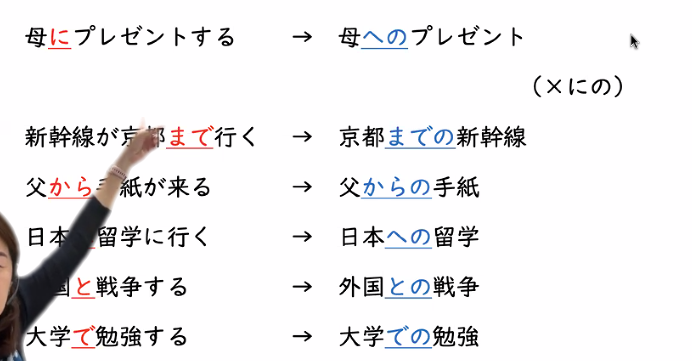 母にプレゼントする → 母へのプレゼント
（×にの）
新幹線が京都まで行く → 京都までの新幹線
父から手紙が来る → 父からの手紙
日本 留学に行く → 日本への留学
国と戦争する → 外国との戦争
大学で勉強する → 大学での勉強